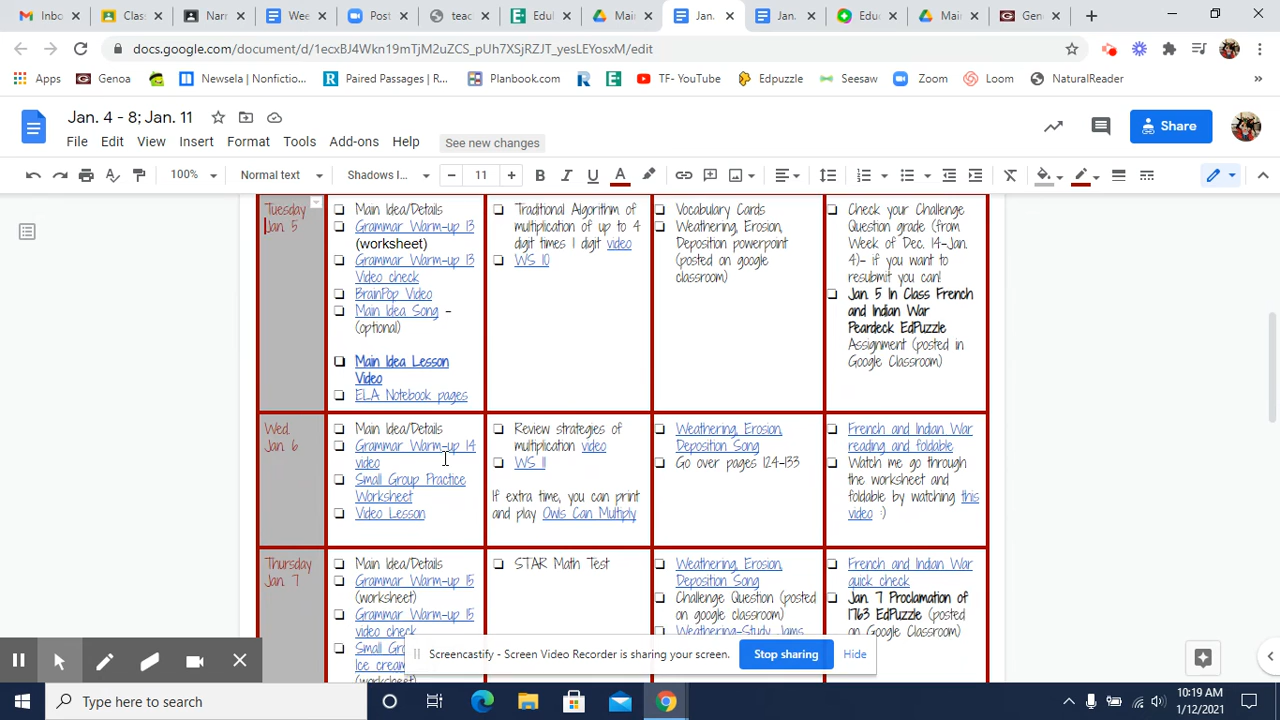 Inbo
Class
Narr
Wee
Post
teac
Edul
Mair
Jan.
Jan.
Educ
Mair
Gen
docs.google.com/document/d/1ecxBJ4Wkn19mTjM2uZCS_pUh7XSjRZJT_yesLEYosxM/edit
Apps Genoa Newsela | Nonfictio... Paired Passages | R... Planbook.com TF- YouTube Edpuzzle Seesaw Zoom Loom NaturalReader
Jan. 4 - 8; Jan. 11
Share
File Edit View Insert Format Tools Add-ons Help See new changes
100% Normal text Shadows I... 11
Tuesday
Jan. 5
Main Idea/Details
Grammar Warm-up 13
(worksheet)
Grammar Warm-up 13
Video check
BrainPop Video
Main Idea Song -
(optional)
Main Idea Lesson
Video
ELA Notebook pages
Traditional Algorithm of
multiplication of up to 4
digit times 1 digit video
WS 10
Vocabulary Cards
Weathering, Erosion,
Deposition powerpoint
(posted on google
classroom)
Check your Challenge
Question grade (from
Week of Dec. 14-Jan.
4)- if you want to
resubmit you can!
Jan. 5 In Class French
and Indian War
Peardeck EdPuzzle
Assignment (posted in
Google Classroom)
Wed.
Jan. 6
Main Idea/Details
Grammar Warm-up 14
video
Small Group Practice
Worksheet
Video Lesson
Review strategies of
multiplication video
WS 11
If extra time, you can print
and play Owls Can Multiply
Weathering, Erosion,
Deposition Song
Go over pages 124-133
French and Indian War
reading and foldable
Watch me go through
the worksheet and
foldable by watching this
video :)
Thursday
Jan. 7
Main Idea/Details
Grammar Warm-up 15
(worksheet)
Grammar Warm-up 15
video check
Small Gr
Ice cream
(worksheet)
STAR Math Test
Weathering, Erosion,
Deposition Song
Challenge Question (posted
on google classroom)
Weathering-Study Jams
French and Indian War
quick check
Jan. 7 Proclamation of
1763 EdPuzzle (posted
on Google Classroom)
Screencastify - Screen Video Recorder is sharing your screen. Stop sharing Hide
Type here to search
10:19 AM
1/12/2021